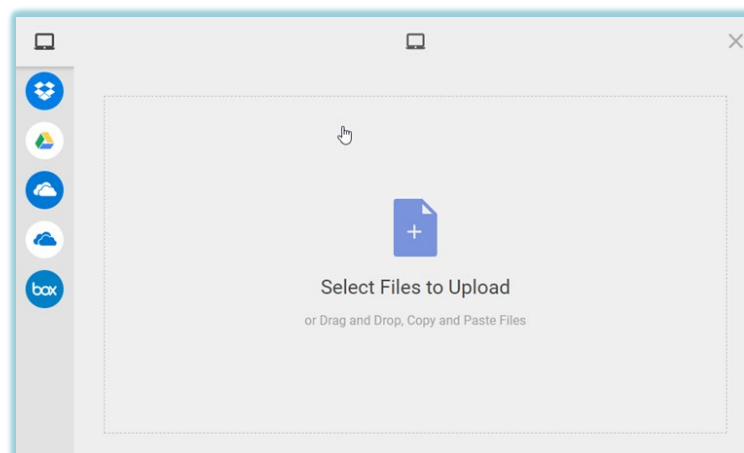 box
Select Files to Upload
or Drag and Drop, Copy and Paste Files